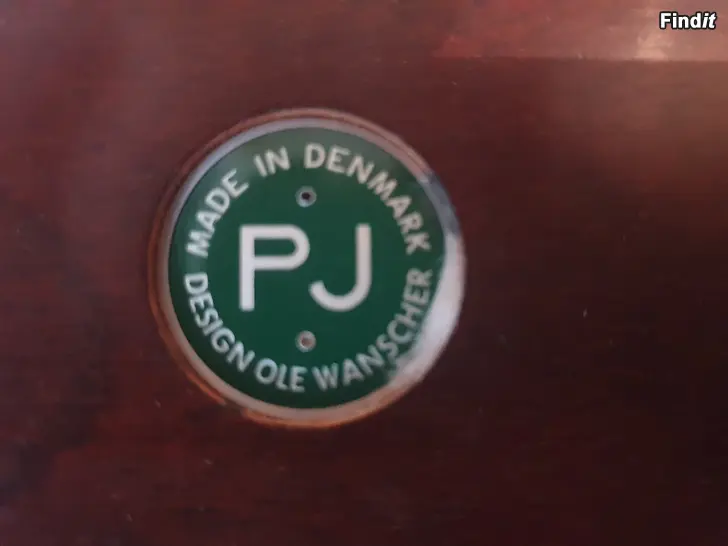 Findit
MADE IN DENMARK
PJ
DESIGN OLE WANSCHER